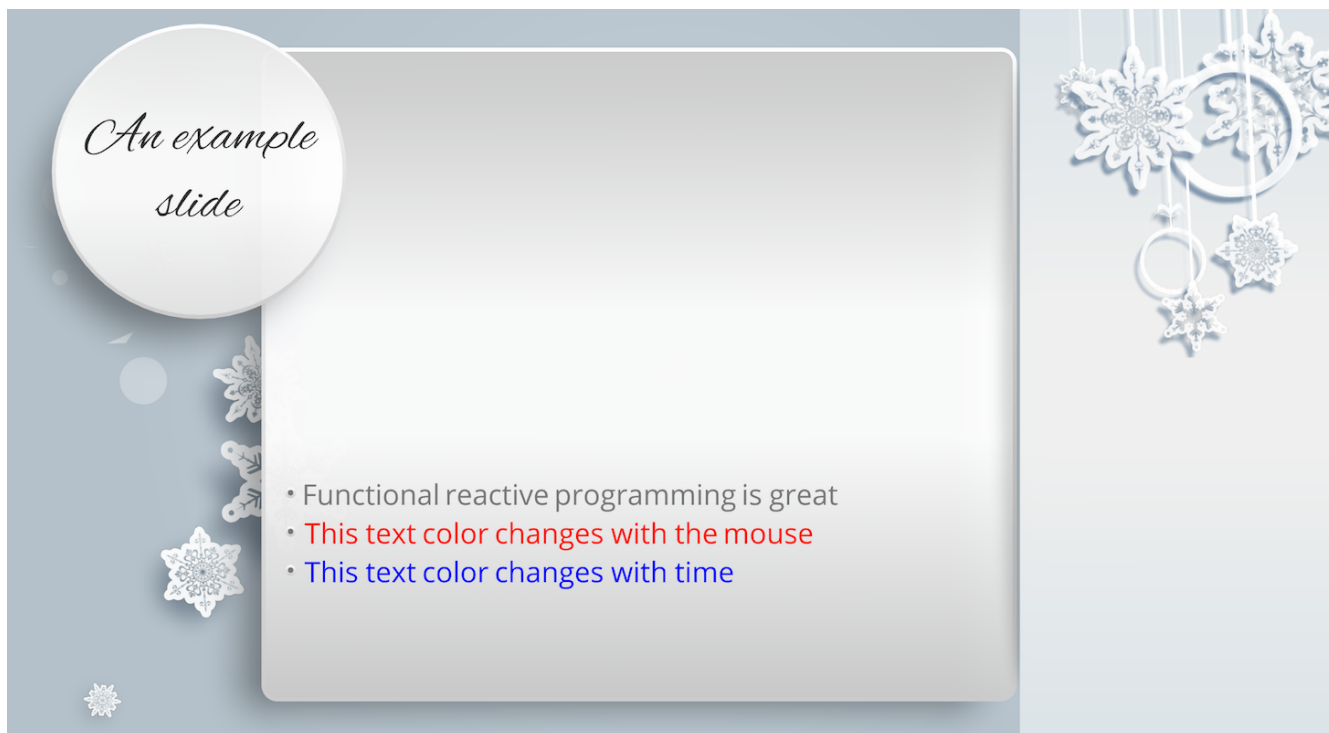 An example
slide
• Functional reactive programming is great
• This text color changes with the mouse
• This text color changes with time